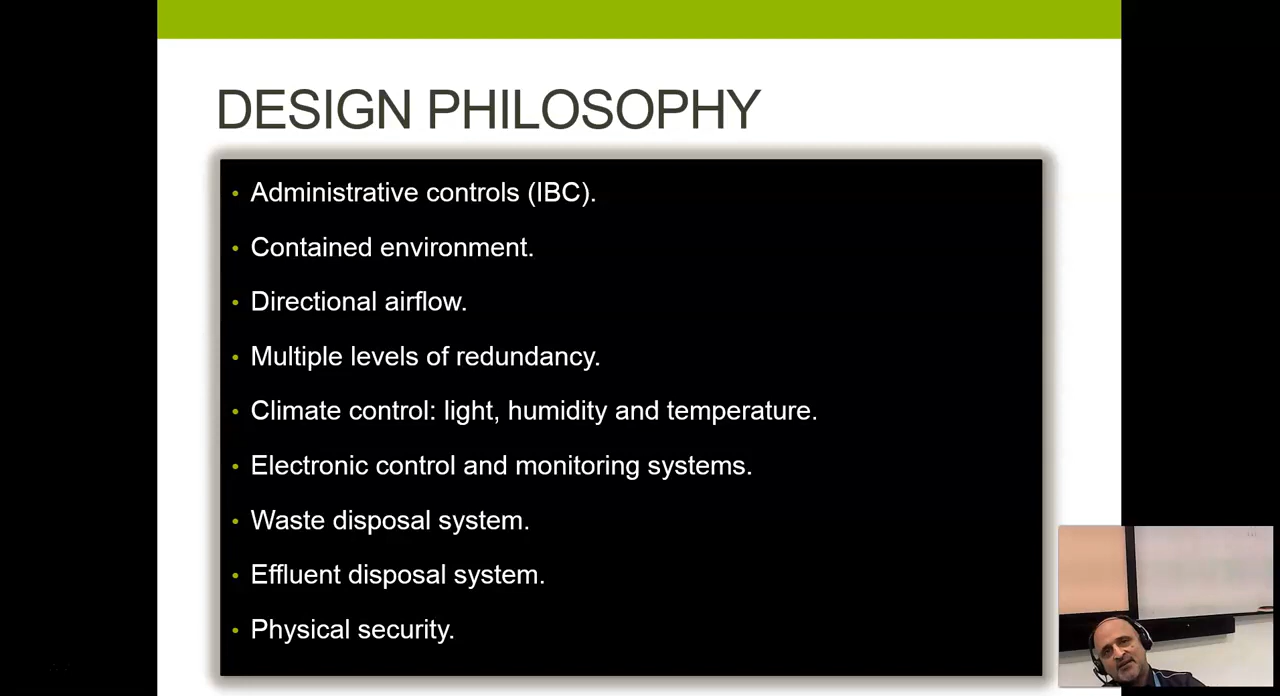 DESIGN PHILOSOPHY
• Administrative controls (IBC).
• Contained environment.
• Directional airflow.
• Multiple levels of redundancy.
• Climate control: light, humidity and temperature.
• Electronic control and monitoring systems.
• Waste disposal system.
• Effluent disposal system.
• Physical security.